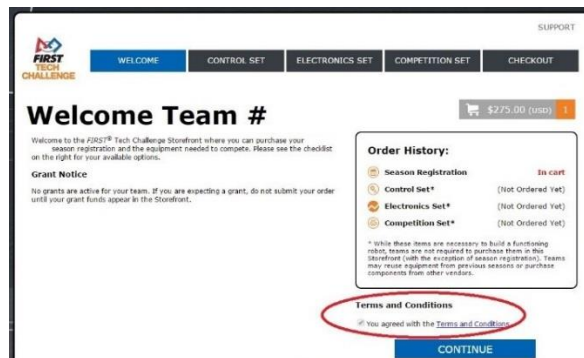 SUPPORT
FIRST
TECH
CHALLENGE
WELCOME
CONTROL SET
ELECTRONICS SET
COMPETITION SET
CHECKOUT
Welcome Team #
$275.00 (USD) 1
Welcome to the FIRST® Tech Challenge Storefront where you can purchase your
season registration and the equipment needed to compete. Please see the checklist
on the right for your available options.
Grant Notice
No grants are active for your team. If you are expecting a grant, do not submit your order
until your grant funds appear in the Storefront.
Order History:
Season Registration In cart
Control Set* (Not Ordered Yet)
Electronics Set* (Not Ordered Yet)
Competition Set* (Not Ordered Yet)
* While these items are necessary to build a functioning
robot, teams are not required to purchase them in this
Storefront (with the exception of season registration). Teams
may reuse equipment from previous seasons or purchase
components from other vendors.
Terms and Conditions
You agreed with the Terms and Conditions
CONTINUE